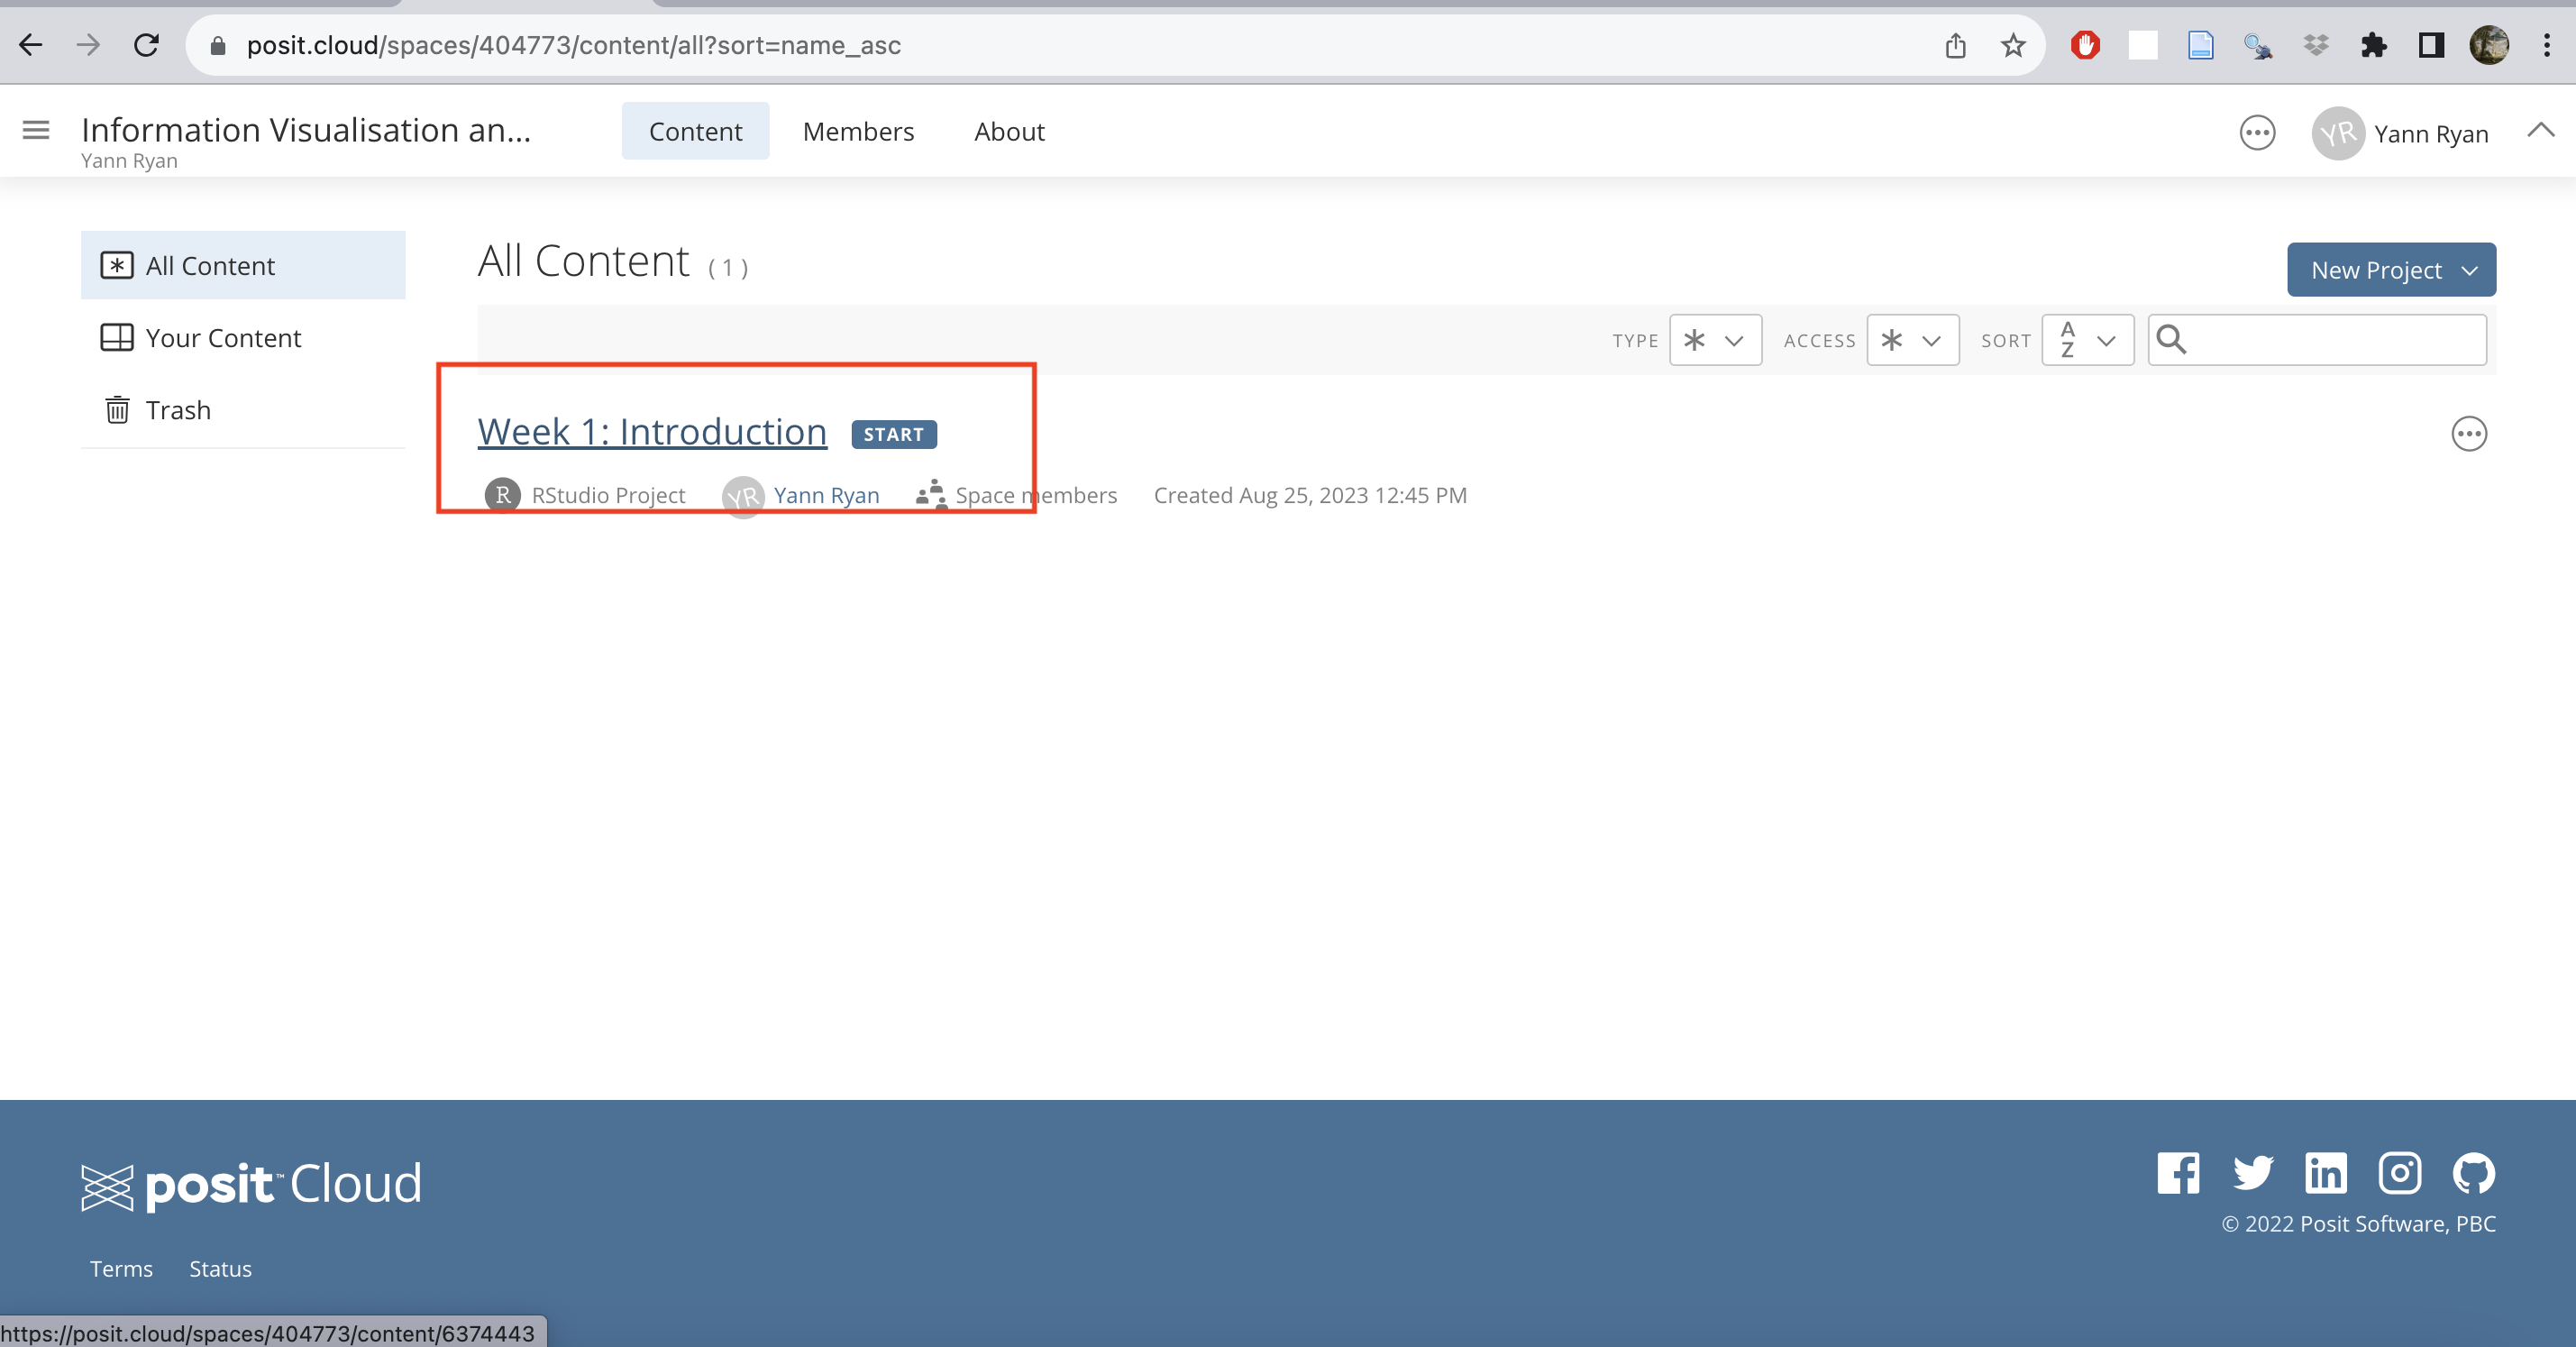 posit.cloud/spaces/404773/content/all?sort=name_asc
Information Visualisation an...
Yann Ryan
Content
Members
About
YR
Yann Ryan
All Content
Your Content
Trash
All Content ( 1 )
New Project
TYPE
ACCESS
SORT
A
Z
Week 1: Introduction
START
R RStudio Project
YR Yann Ryan
Space members
Created Aug 25, 2023 12:45 PM
posit™ Cloud
© 2022 Posit Software, PBC
Terms
Status
https://posit.cloud/spaces/404773/content/6374443